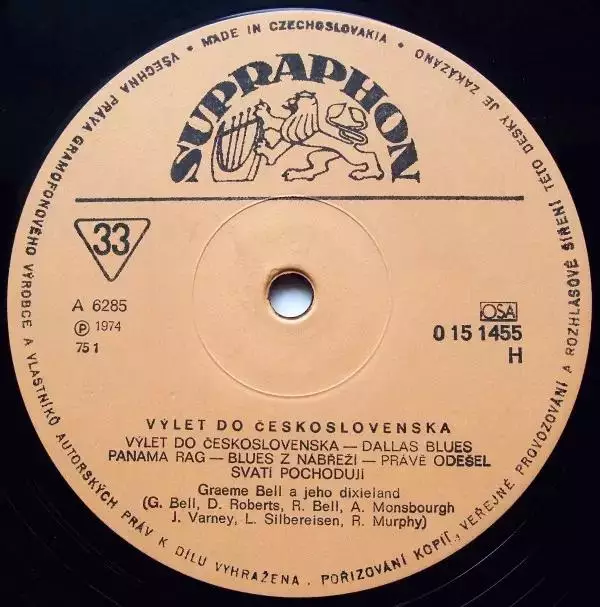 • MADE IN CZECHOSLOVAKIA •
VŠECHNA PRÁVA GRAMOFONOVÉHO VÝROBCE A VLASTNÍKŮ AUTORSKÝCH PRÁV K DÍLU VYHRAŽENA. POŘIZOVÁNÍ KOPIÍ, VEŘEJNÉ PROVOZOVÁNÍ A ROZHLASOVÉ ŠÍŘENÍ TÉTO DESKY JE ZAKÁZÁNO
SUPRAPHON
33
A 6285
Ⓟ 1974
75 1
OSA
0 15 1455
H
VÝLET DO ČESKOSLOVENSKA
VÝLET DO ČESKOSLOVENSKA — DALLAS BLUES
PANAMA RAG — BLUES Z NÁBŘEŽÍ — PRÁVĚ ODEŠEL
SVATÍ POCHODUJÍ
Graeme Bell a jeho dixieland
(G. Bell, D. Roberts, R. Bell, A. Monsbourgh
J. Varney, L. Silbereisen, R. Murphy)